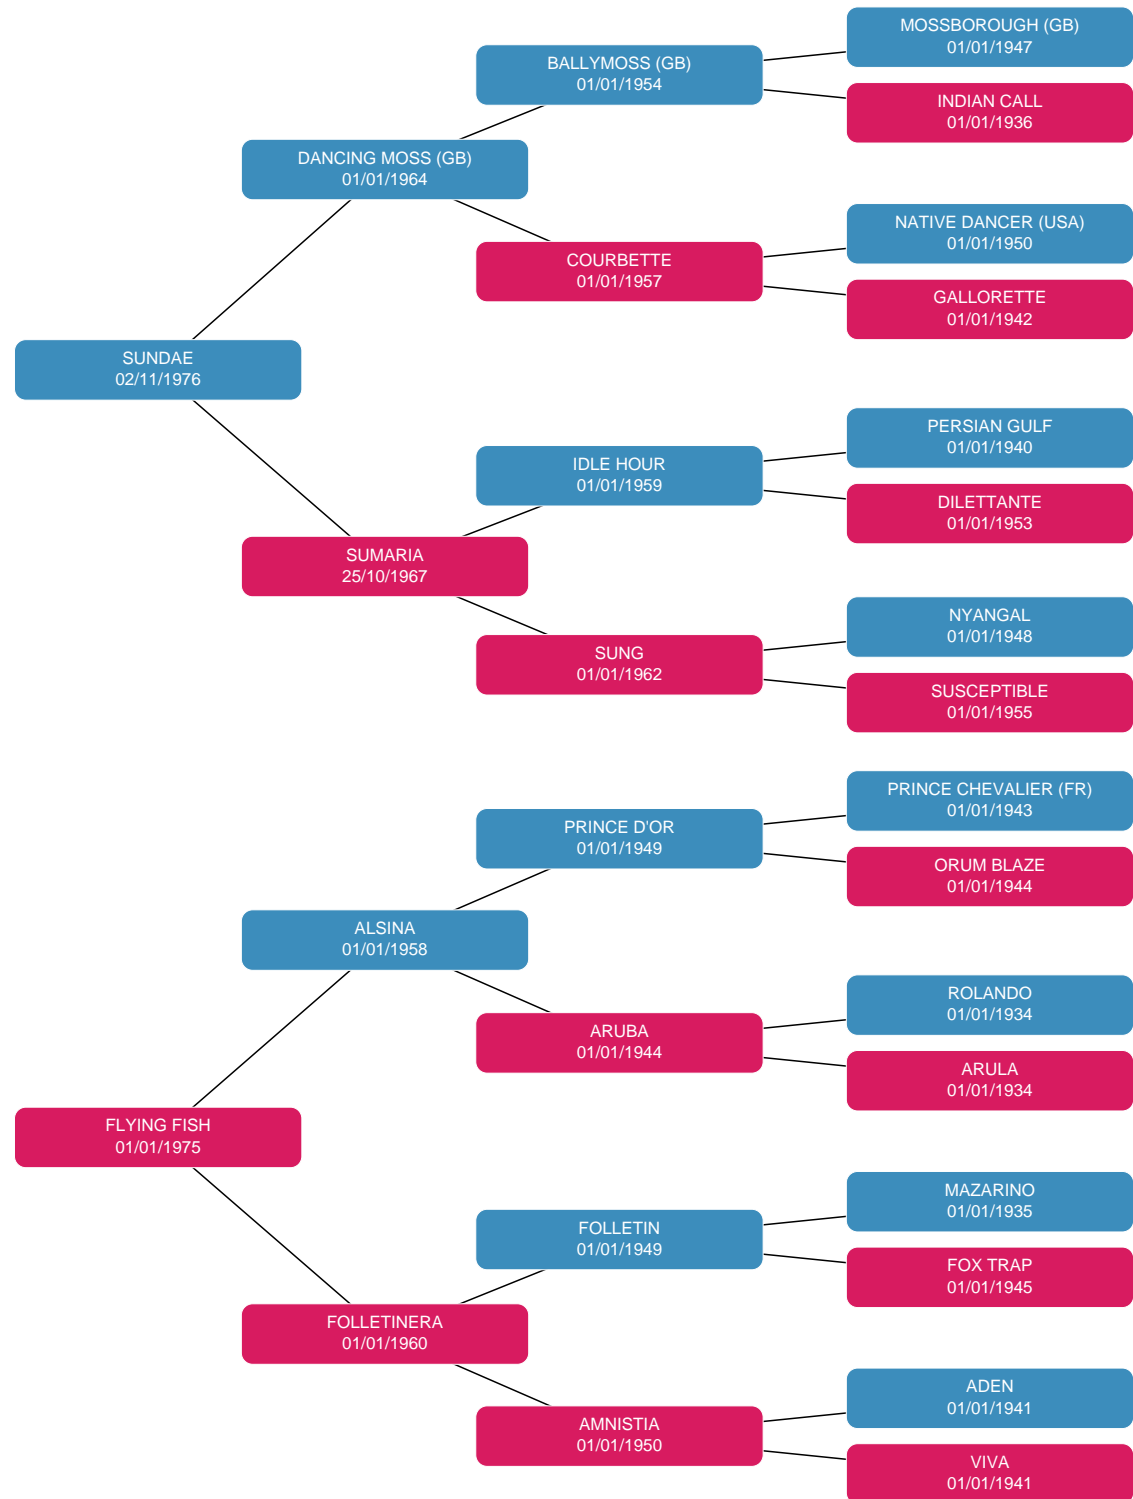 MOSSBOROUGH (GB)
01/01/1947
BALLYMOSS (GB)
01/01/1954
INDIAN CALL
01/01/1936
DANCING MOSS (GB)
01/01/1964
NATIVE DANCER (USA)
01/01/1950
COURBETTE
01/01/1957
GALLORETTE
01/01/1942
SUNDAE
02/11/1976
PERSIAN GULF
01/01/1940
IDLE HOUR
01/01/1959
DILETTANTE
01/01/1953
SUMARIA
25/10/1967
NYANGAL
01/01/1948
SUNG
01/01/1962
SUSCEPTIBLE
01/01/1955
PRINCE CHEVALIER (FR)
01/01/1943
PRINCE D'OR
01/01/1949
ORUM BLAZE
01/01/1944
ALSINA
01/01/1958
ROLANDO
01/01/1934
ARUBA
01/01/1944
ARULA
01/01/1934
FLYING FISH
01/01/1975
MAZARINO
01/01/1935
FOLLETIN
01/01/1949
FOX TRAP
01/01/1945
FOLLETINERA
01/01/1960
ADEN
01/01/1941
AMNISTIA
01/01/1950
VIVA
01/01/1941